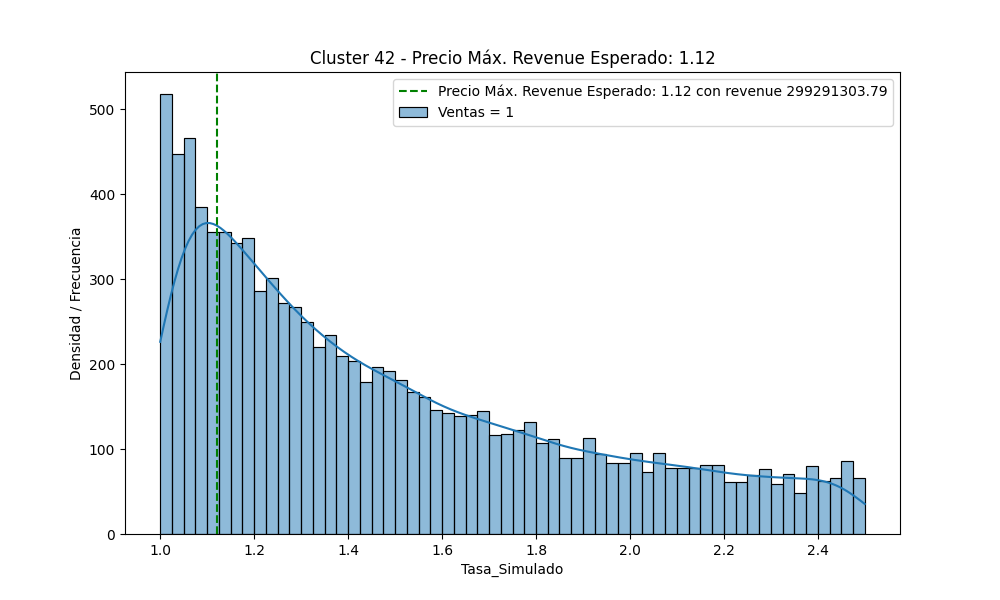 Cluster 42 - Precio Máx. Revenue Esperado: 1.12
Precio Máx. Revenue Esperado: 1.12 con revenue 299291303.79
Ventas = 1
Densidad / Frecuencia
500
400
300
200
100
0
1.0 1.2 1.4 1.6 1.8 2.0 2.2 2.4
Tasa_Simulado